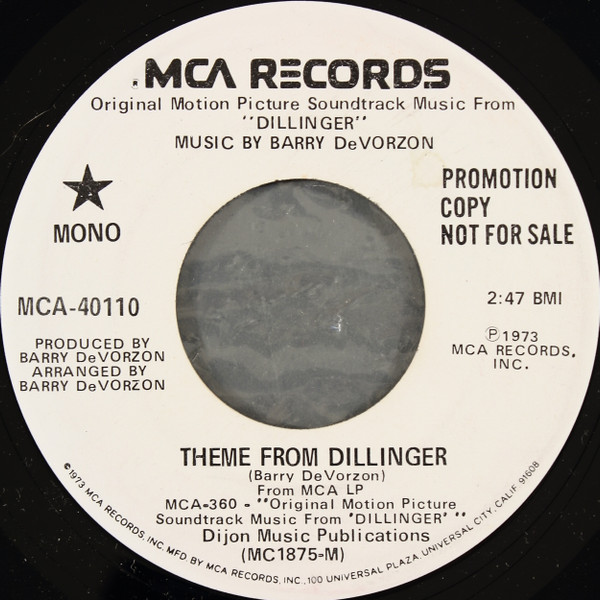 MCA RECORDS
Original Motion Picture Soundtrack Music From
"DILLINGER"
MUSIC BY BARRY DeVORZON
MONO
PROMOTION
COPY
NOT FOR SALE
MCA-40110
2:47 BMI
PRODUCED BY
BARRY DeVORZON
ARRANGED BY
BARRY DeVORZON
℗1973
MCA RECORDS,
INC.
THEME FROM DILLINGER
(Barry DeVorzon)
From MCA LP
MCA-360 - "Original Motion Picture
Soundtrack Music From 'DILLINGER' "
Dijon Music Publications
(MC1875-M)
©1973 MCA RECORDS, INC. MFD BY MCA RECORDS, INC., 100 UNIVERSAL PLAZA, UNIVERSAL CITY, CALIF. 91608